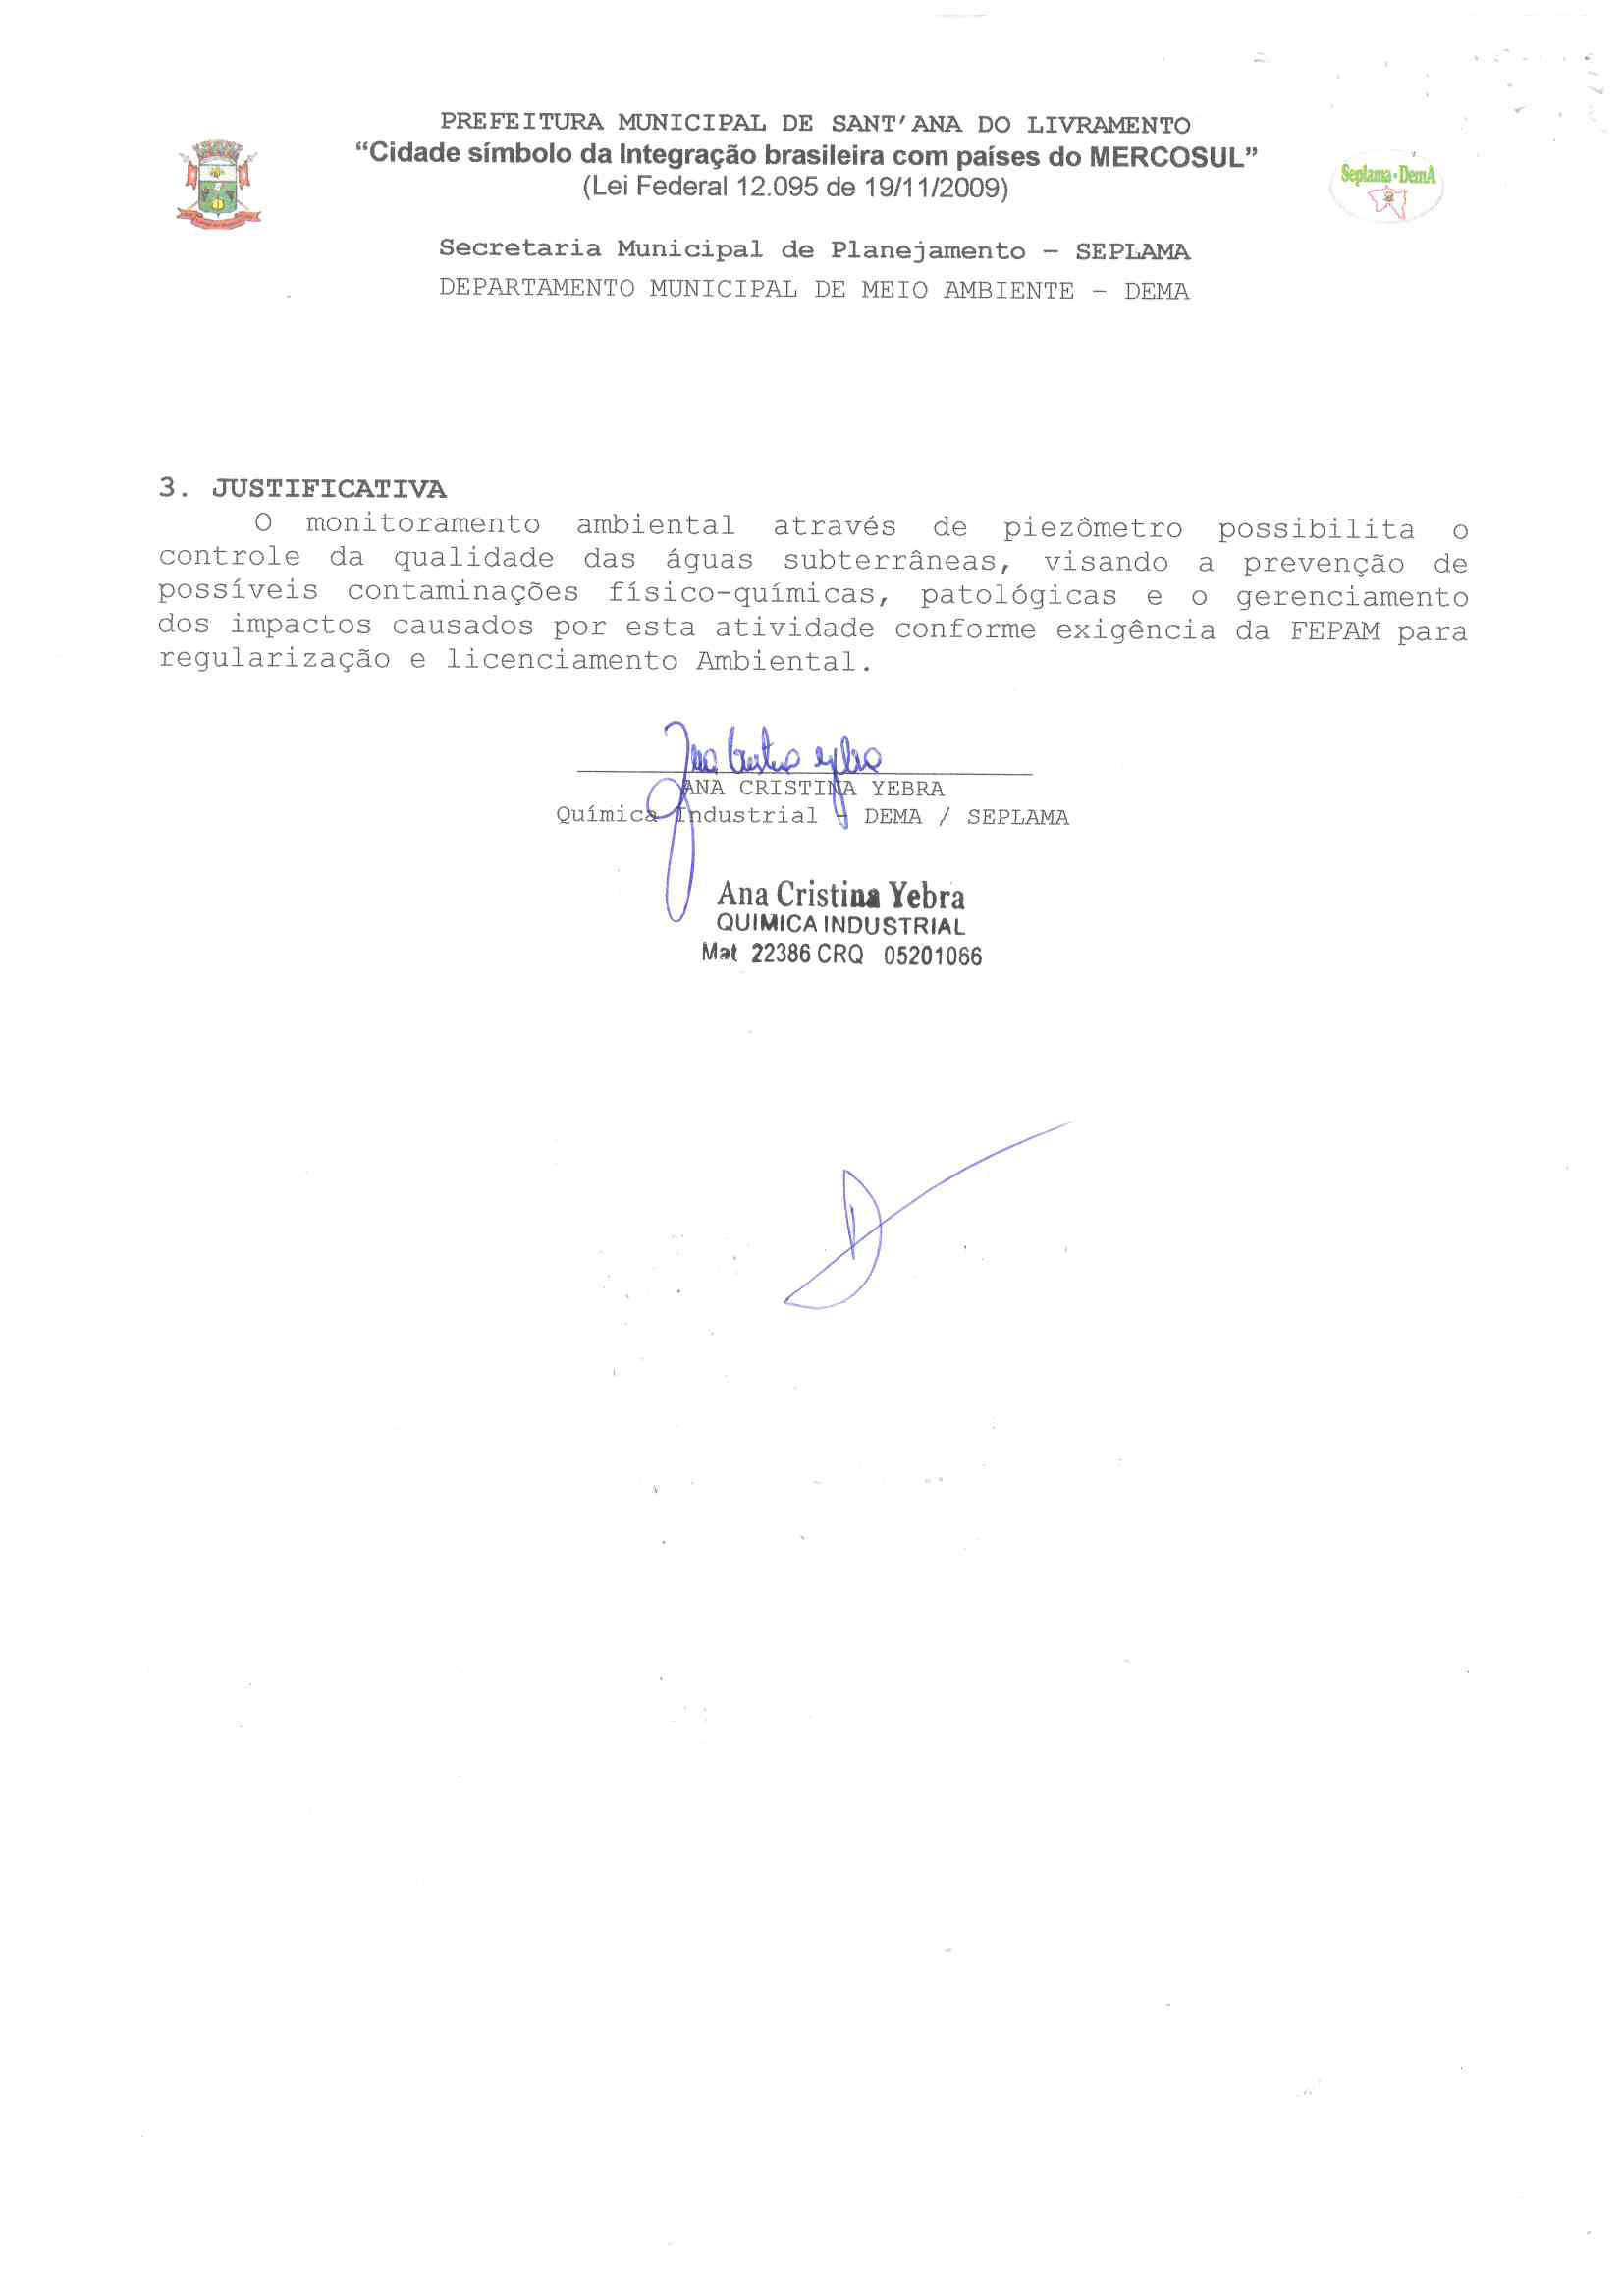 PREFEITURA MUNICIPAL DE SANT'ANA DO LIVRAMENTO
“Cidade símbolo da Integração brasileira com países do MERCOSUL”
(Lei Federal 12.095 de 19/11/2009)
Seplama-DemA
Secretaria Municipal de Planejamento – SEPLAMA
DEPARTAMENTO MUNICIPAL DE MEIO AMBIENTE – DEMA
3. JUSTIFICATIVA
O monitoramento ambiental através de piezômetro possibilita o
controle da qualidade das águas subterrâneas, visando a prevenção de
possíveis contaminações físico-químicas, patológicas e o gerenciamento
dos impactos causados por esta atividade conforme exigência da FEPAM para
regularização e licenciamento Ambiental.
Ana Cristina Yebra
ANA CRISTINA YEBRA
Química Industrial - DEMA / SEPLAMA
Ana Cristina Yebra
QUIMICA INDUSTRIAL
Mat 22386 CRQ 05201066